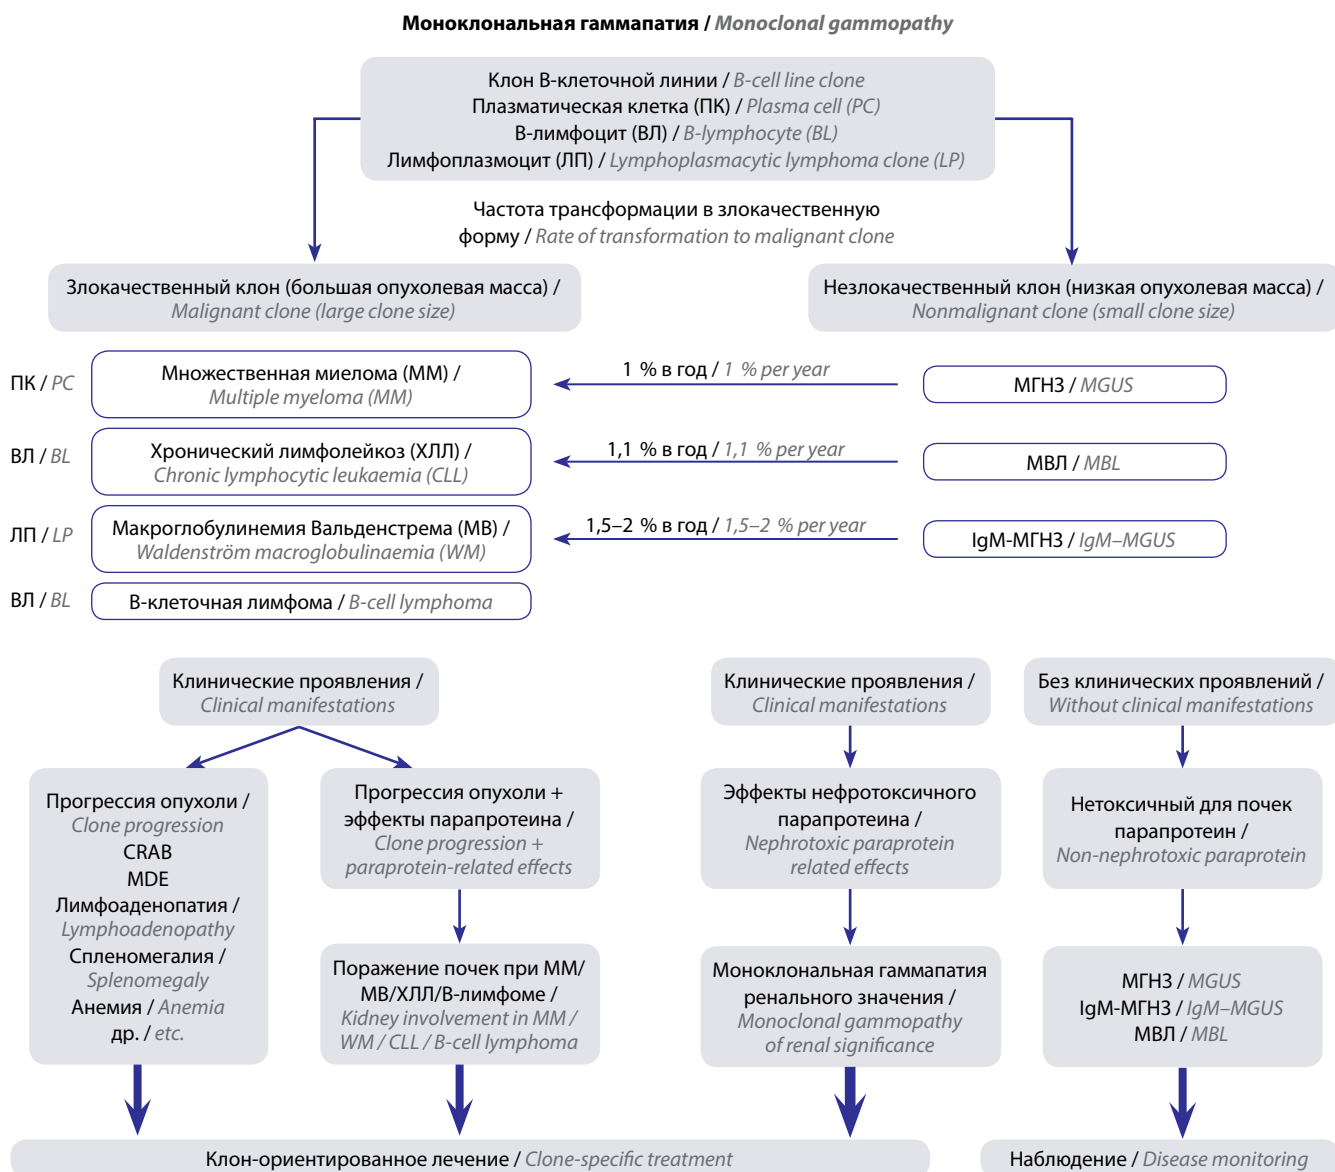 Моноклональная гаммапатия / Monoclonal gammopathy
Клон В-клеточной линии / B-cell line clone
Плазматическая клетка (ПК) / Plasma cell (PC)
В-лимфоцит (ВЛ) / B-lymphocyte (BL)
Лимфоплазмоцит (ЛП) / Lymphoplasmacytic lymphoma clone (LP)
Частота трансформации в злокачественную
форму / Rate of transformation to malignant clone
Злокачественный клон (большая опухолевая масса) /
Malignant clone (large clone size)
Незлокачественный клон (низкая опухолевая масса) /
Nonmalignant clone (small clone size)
ПК / PC
Множественная миелома (ММ) /
Multiple myeloma (MM)
1 % в год / 1 % per year
МГНЗ / MGUS
ВЛ / BL
Хронический лимфолейкоз (ХЛЛ) /
Chronic lymphocytic leukaemia (CLL)
1,1 % в год / 1,1 % per year
МВЛ / MBL
ЛП / LP
Макроглобулинемия Вальденстрема (МВ) /
Waldenström macroglobulinaemia (WM)
1,5–2 % в год / 1,5–2 % per year
IgM-МГНЗ / IgM–MGUS
ВЛ / BL
В-клеточная лимфома / B-cell lymphoma
Клинические проявления /
Clinical manifestations
Клинические проявления /
Clinical manifestations
Без клинических проявлений /
Without clinical manifestations
Прогрессия опухоли /
Clone progression
CRAB
MDE
Лимфоаденопатия /
Lymphoadenopathy
Спленомегалия /
Splenomegaly
Анемия / Anemia
др. / etc.
Прогрессия опухоли +
эффекты парапротеина /
Clone progression +
paraprotein-related effects
Эффекты нефротоксичного
парапротеина /
Nephrotoxic paraprotein
related effects
Нетоксичный для почек
парапротеин /
Non-nephrotoxic paraprotein
Поражение почек при ММ/
МВ/ХЛЛ/В-лимфоме /
Kidney involvement in MM /
WM / CLL / B-cell lymphoma
Моноклональная гаммапатия
ренального значения /
Monoclonal gammopathy
of renal significance
МГНЗ / MGUS
IgM-МГНЗ / IgM–MGUS
МВЛ / MBL
Клон-ориентированное лечение / Clone-specific treatment
Наблюдение / Disease monitoring